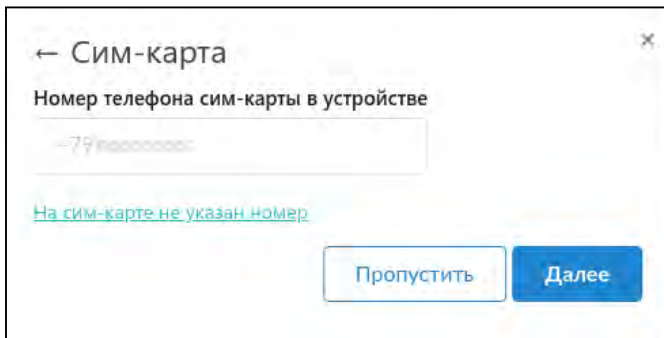 ← Сим-карта
Номер телефона сим-карты в устройстве
На сим-карте не указан номер
Пропустить
Далее